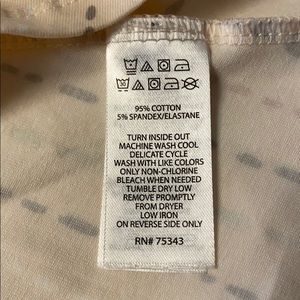 95% COTTON
5% SPANDEX/ELASTANE
TURN INSIDE OUT
MACHINE WASH COOL
DELICATE CYCLE
WASH WITH LIKE COLORS
ONLY NON-CHLORINE
BLEACH WHEN NEEDED
TUMBLE DRY LOW
REMOVE PROMPTLY
FROM DRYER
LOW IRON
ON REVERSE SIDE ONLY
RN# 75343